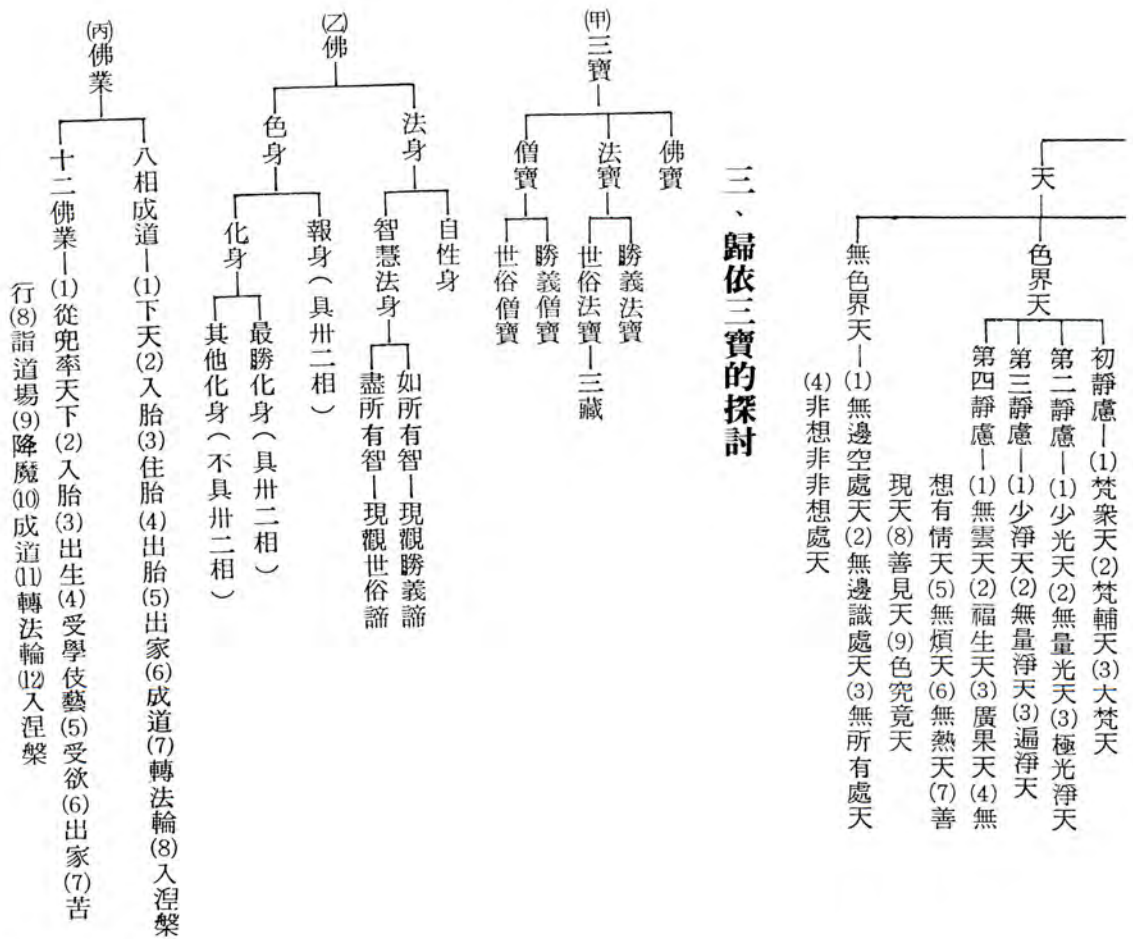 天
色界天
初靜慮—(1)梵衆天(2)梵輔天(3)大梵天
第二靜慮—(1)少光天(2)無量光天(3)極光淨天
第三靜慮—(1)少淨天(2)無量淨天(3)遍淨天
第四靜慮—(1)無雲天(2)福生天(3)廣果天(4)無
想有情天(5)無煩天(6)無熱天(7)善
現天(8)善見天(9)色究竟天
無色界天—(1)無邊空處天(2)無邊識處天(3)無所有處天
(4)非想非非想處天
三、歸依三寶的探討
(甲)三寶
佛寶
法寶
勝義法寶
世俗法寶—三藏
僧寶
勝義僧寶
世俗僧寶
(乙)佛
法身
自性身
智慧法身
如所有智—現觀勝義諦
盡所有智—現觀世俗諦
色身
報身(具卅二相)
化身
最勝化身(具卅二相)
其他化身(不具卅二相)
(丙)佛業
八相成道—(1)下天(2)入胎(3)住胎(4)出胎(5)出家(6)成道(7)轉法輪(8)入涅槃
十二佛業—(1)從兜率天下(2)入胎(3)出生(4)受學伎藝(5)受欲(6)出家(7)苦
行(8)詣道場(9)降魔(10)成道(11)轉法輪(12)入涅槃